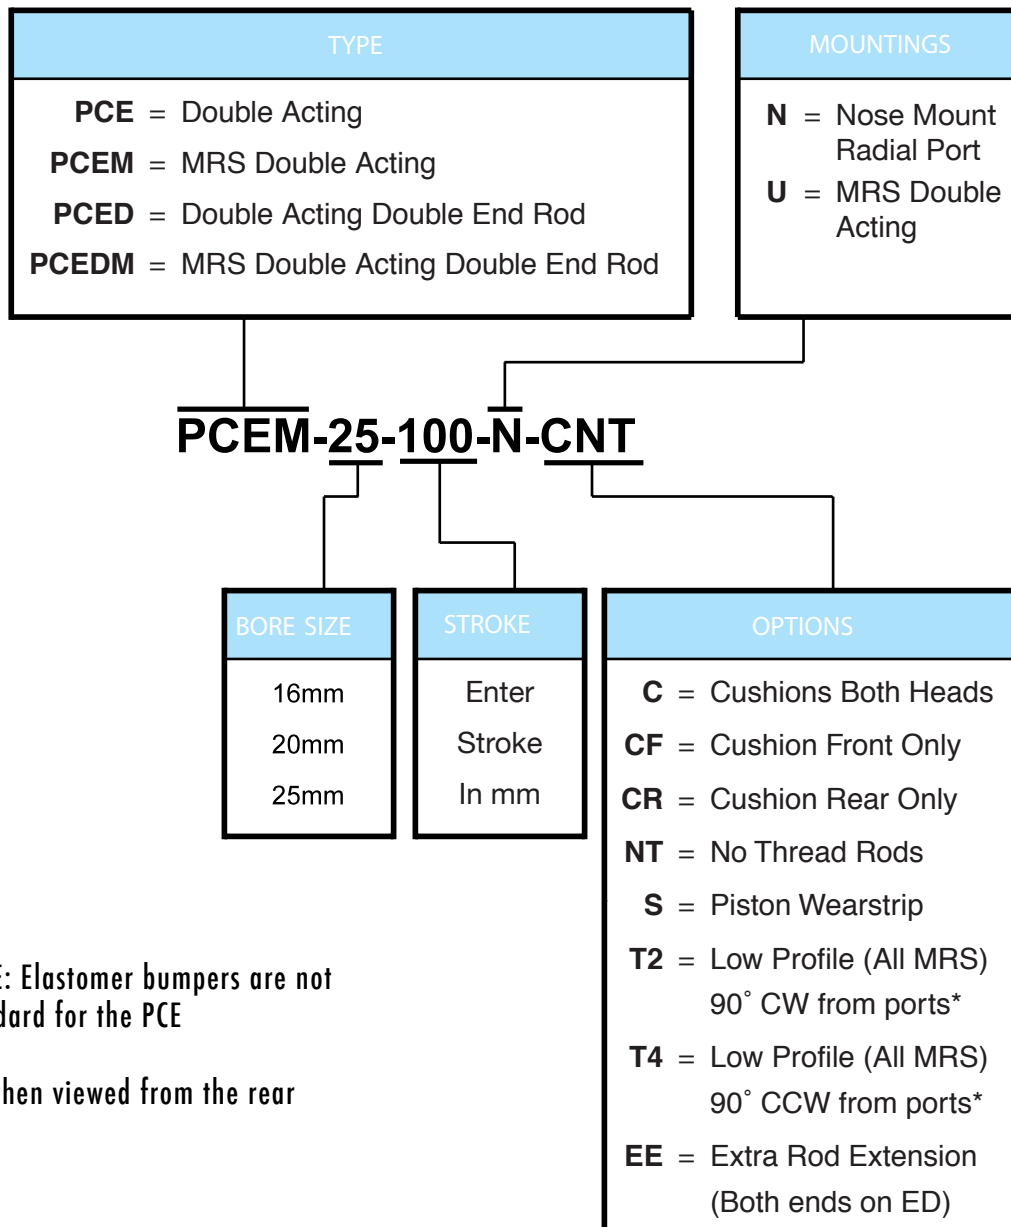 TYPE
PCE = Double Acting
PCEM = MRS Double Acting
PCED = Double Acting Double End Rod
PCEDM = MRS Double Acting Double End Rod
MOUNTINGS
N = Nose Mount
Radial Port
U = MRS Double
Acting
PCEM-25-100-N-CNT
BORE SIZE
16mm
20mm
25mm
STROKE
Enter
Stroke
In mm
OPTIONS
C = Cushions Both Heads
CF = Cushion Front Only
CR = Cushion Rear Only
NT = No Thread Rods
S = Piston Wearstrip
T2 = Low Profile (All MRS)
90˚ CW from ports*
T4 = Low Profile (All MRS)
90˚ CCW from ports*
EE = Extra Rod Extension
(Both ends on ED)
E: Elastomer bumpers are not
dard for the PCE
hen viewed from the rear